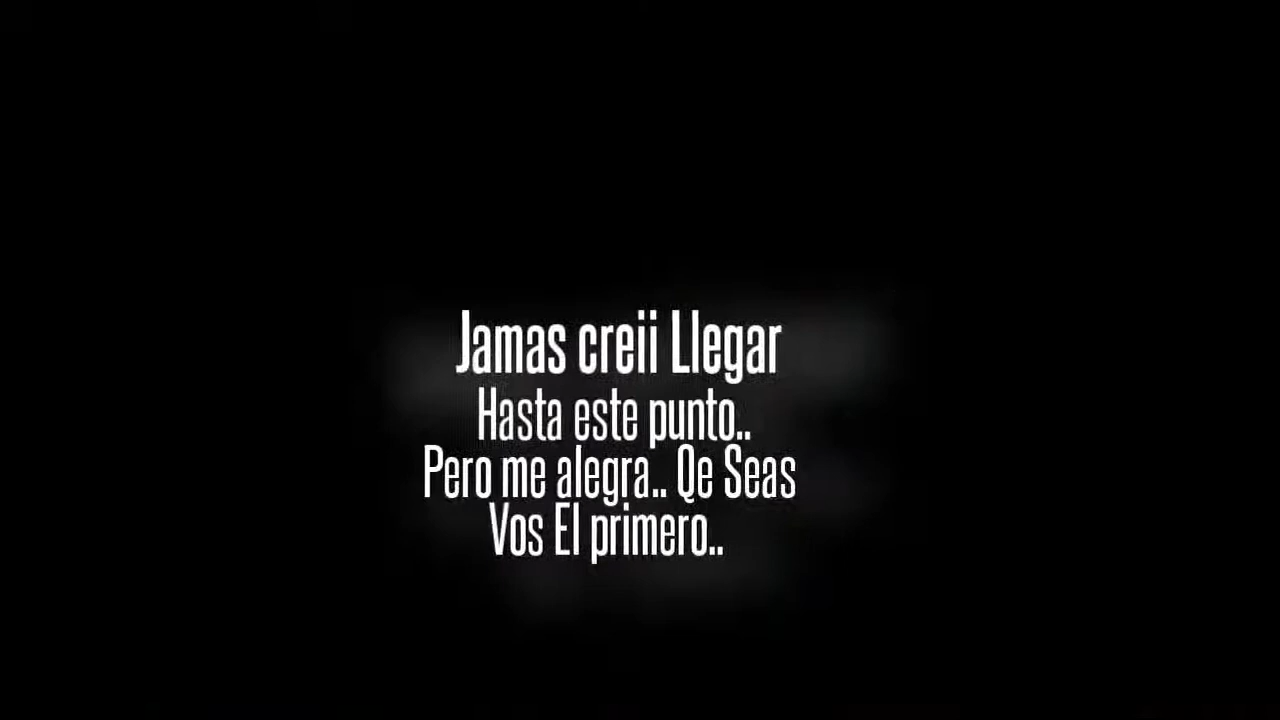 Jamas creii Llegar
Hasta este punto..
Pero me alegra.. Qe Seas
Vos El primero..